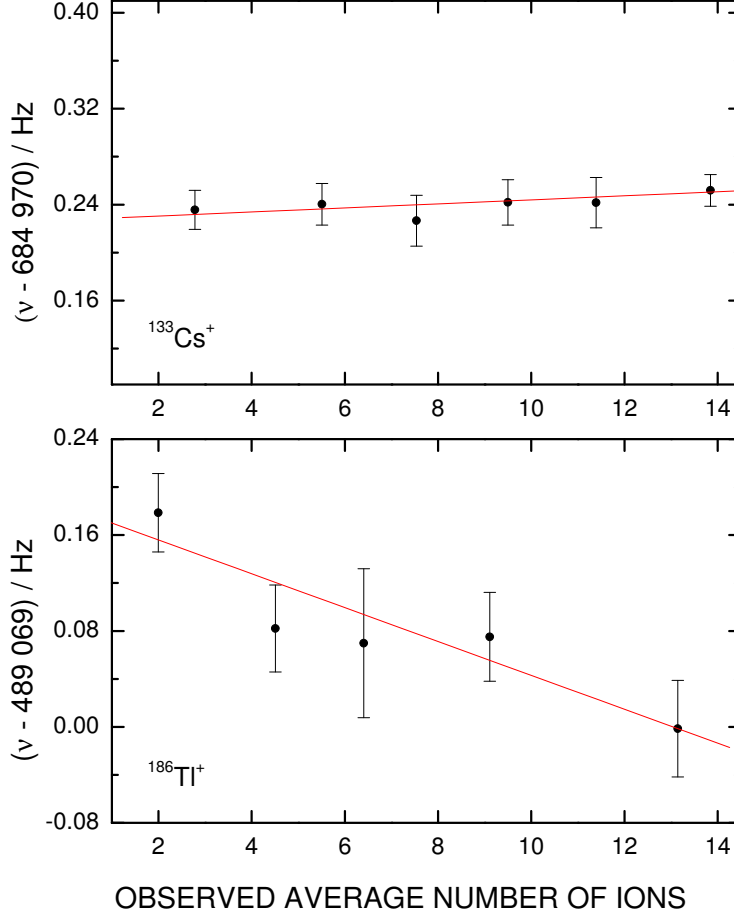 (ν - 684 970) / Hz
0.40
0.32
0.24
0.16
¹³³Cs⁺
2 4 6 8 10 12 14
(ν - 489 069) / Hz
0.24
0.16
0.08
0.00
-0.08
¹⁸⁶Tl⁺
2 4 6 8 10 12 14
OBSERVED AVERAGE NUMBER OF IONS